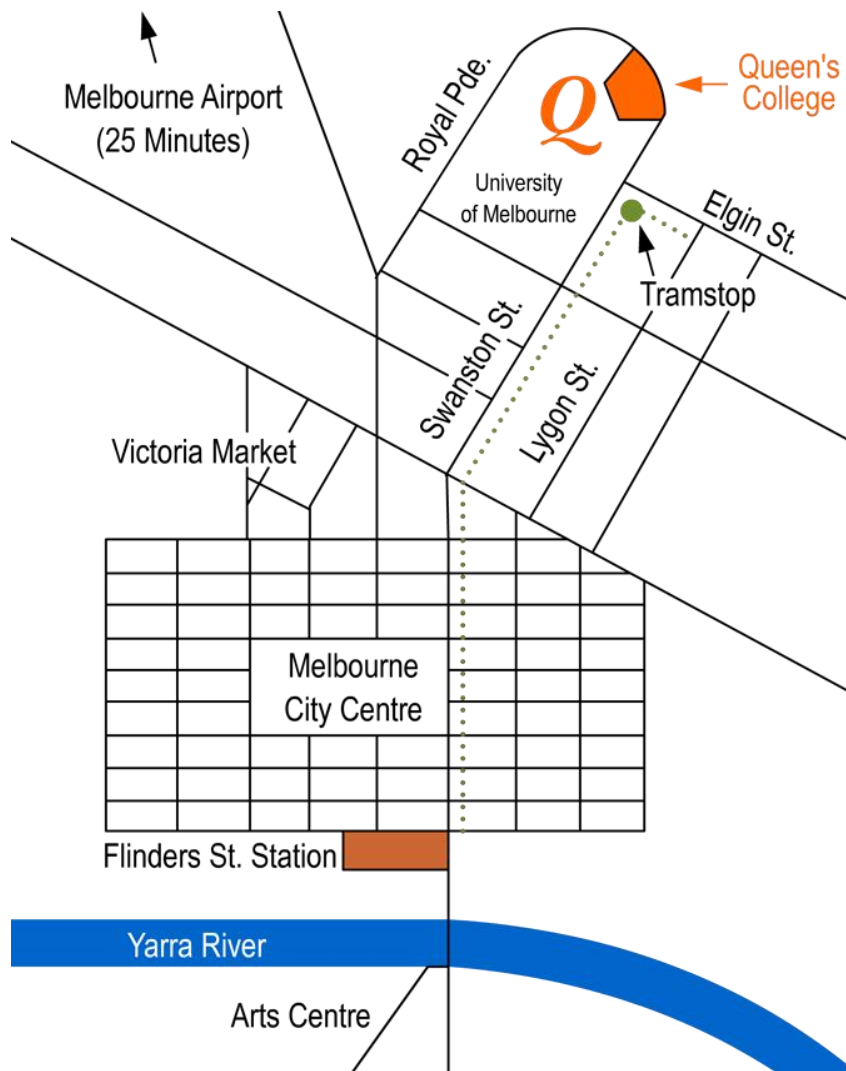 Melbourne Airport
(25 Minutes)
Royal Pde.
Q
Queen's
College
University
of Melbourne
Elgin St.
Tramstop
Swanston St.
Lygon St.
Victoria Market
Melbourne
City Centre
Flinders St. Station
Yarra River
Arts Centre